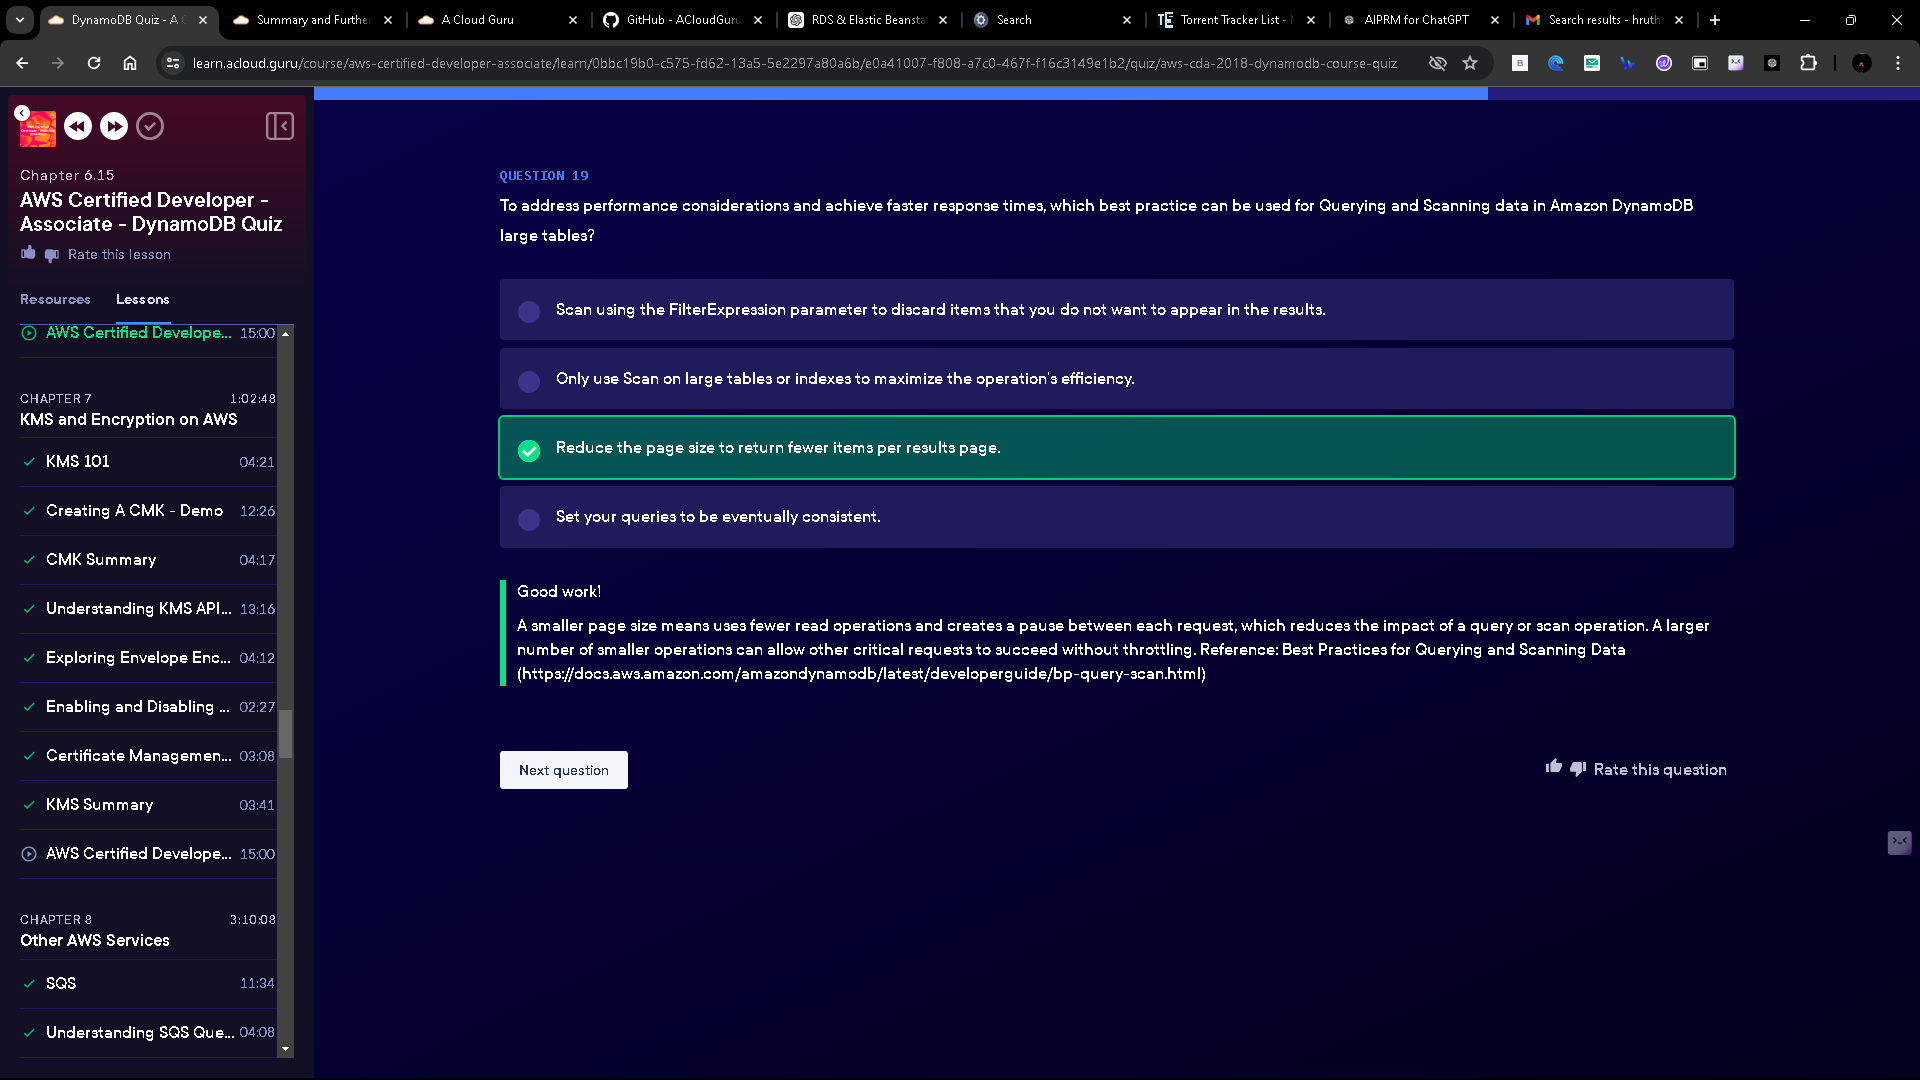 DynamoDB Quiz - A C
Summary and Further
A Cloud Guru
GitHub - ACloudGuru
RDS & Elastic Beansta
Search
Torrent Tracker List -
AIPRM for ChatGPT
Search results - hruth
learn.acloud.guru/course/aws-certified-developer-associate/learn/0bbc19b0-c575-fd62-13a5-5e2297a80a6b/e0a41007-f808-a7c0-467f-f16c3149e1b2/quiz/aws-cda-2018-dynamodb-course-quiz
Chapter 6.15
AWS Certified Developer -
Associate - DynamoDB Quiz
Rate this lesson
Resources Lessons
AWS Certified Develope... 15:00
CHAPTER 7 1:02:48
KMS and Encryption on AWS
KMS 101 04:21
Creating A CMK - Demo 12:26
CMK Summary 04:17
Understanding KMS API... 13:16
Exploring Envelope Enc... 04:12
Enabling and Disabling ... 02:27
Certificate Managemen... 03:08
KMS Summary 03:41
AWS Certified Develope... 15:00
CHAPTER 8 3:10:08
Other AWS Services
SQS 11:34
Understanding SQS Que... 04:08
QUESTION 19
To address performance considerations and achieve faster response times, which best practice can be used for Querying and Scanning data in Amazon DynamoDB
large tables?
Scan using the FilterExpression parameter to discard items that you do not want to appear in the results.
Only use Scan on large tables or indexes to maximize the operation's efficiency.
Reduce the page size to return fewer items per results page.
Set your queries to be eventually consistent.
Good work!
A smaller page size means uses fewer read operations and creates a pause between each request, which reduces the impact of a query or scan operation. A larger
number of smaller operations can allow other critical requests to succeed without throttling. Reference: Best Practices for Querying and Scanning Data
(https://docs.aws.amazon.com/amazondynamodb/latest/developerguide/bp-query-scan.html)
Next question
Rate this question